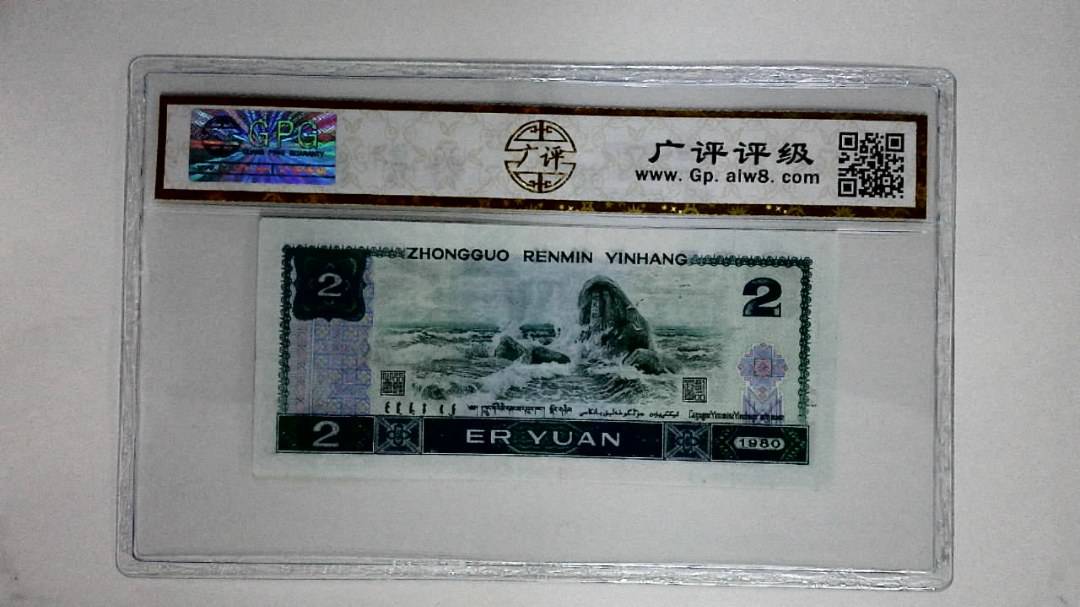 GPG
广评
广评评级
www. Gp. alw8. com
ZHONGGUO RENMIN YINHANG
2
2
2
ER YUAN
1980